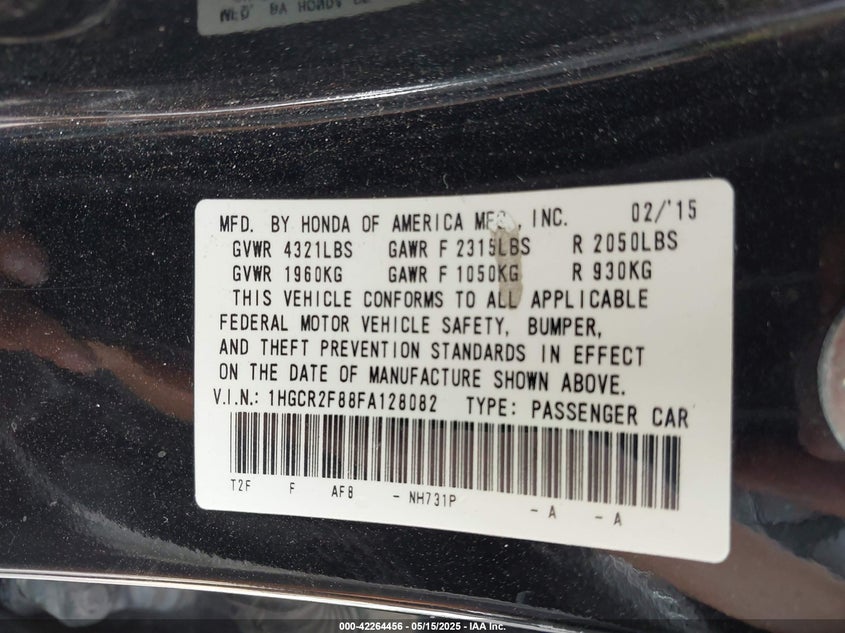 MFD. BY HONDA OF AMERICA MFG., INC. 02/'15
GVWR 4321LBS GAWR F 2315LBS R 2050LBS
GVWR 1960KG GAWR F 1050KG R 930KG
THIS VEHICLE CONFORMS TO ALL APPLICABLE
FEDERAL MOTOR VEHICLE SAFETY, BUMPER,
AND THEFT PREVENTION STANDARDS IN EFFECT
ON THE DATE OF MANUFACTURE SHOWN ABOVE.
V.I.N.: 1HGCR2F88FA128082 TYPE: PASSENGER CAR
T2F F AF8 - NH731P - A - A
000-42264456 - 05/15/2025 - IAA Inc.